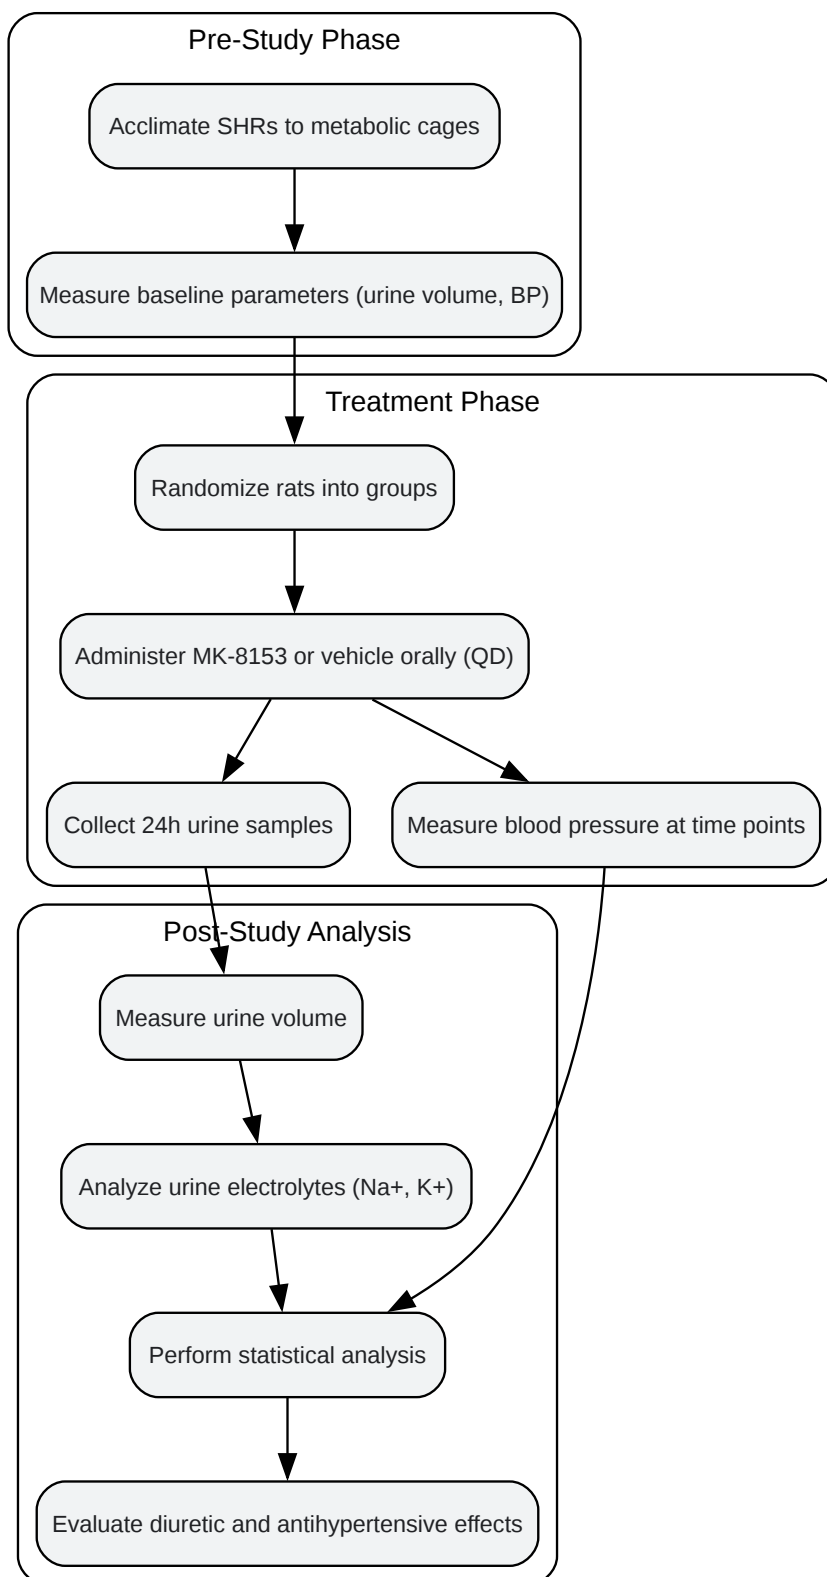 Pre-Study Phase
Acclimate SHRs to metabolic cages
Measure baseline parameters (urine volume, BP)
Treatment Phase
Randomize rats into groups
Administer MK-8153 or vehicle orally (QD)
Collect 24h urine samples
Measure blood pressure at time points
Post-Study Analysis
Measure urine volume
Analyze urine electrolytes (Na+, K+)
Perform statistical analysis
Evaluate diuretic and antihypertensive effects